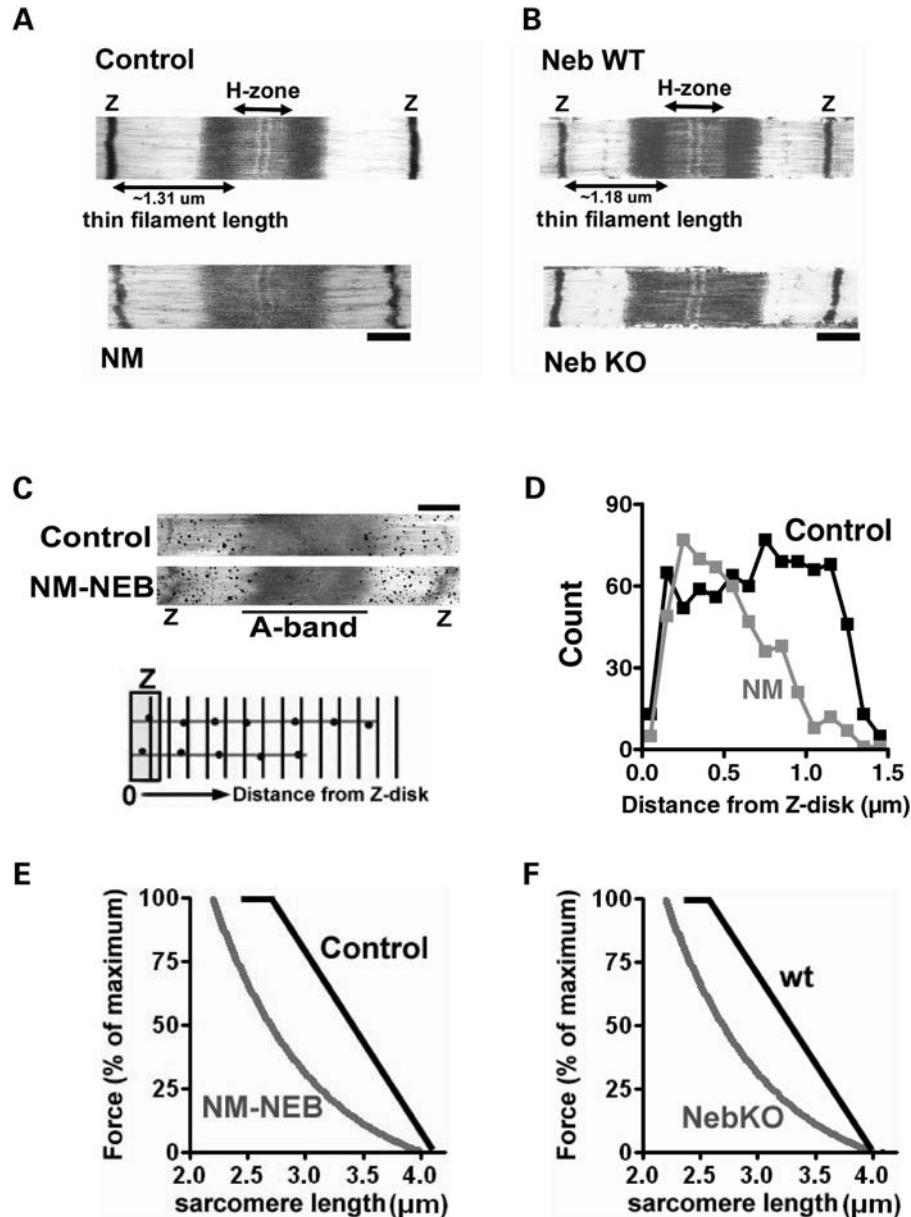 A
Control
Z
H-zone
Z
~1.31 um
thin filament length
NM
B
Neb WT
Z
H-zone
Z
~1.18 um
thin filament length
Neb KO
C
Control
NM-NEB
Z
A-band
Z
Z
0
Distance from Z-disk
D
90
60
30
0
Count
Control
NM
0.0
0.5
1.0
1.5
Distance from Z-disk (µm)
E
100
75
50
25
0
Force (% of maximum)
Control
NM-NEB
2.0
2.5
3.0
3.5
4.0
sarcomere length (µm)
F
100
75
50
25
0
Force (% of maximum)
wt
NebKO
2.0
2.5
3.0
3.5
4.0
sarcomere length (µm)